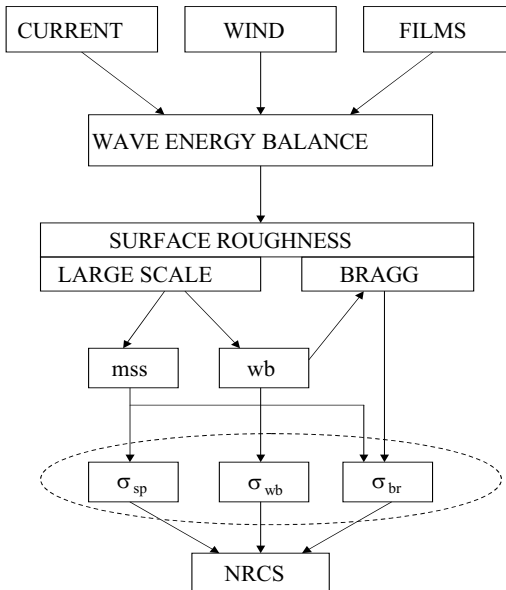 CURRENT
WIND
FILMS
WAVE ENERGY BALANCE
SURFACE ROUGHNESS
LARGE SCALE
BRAGG
mss
wb
σsp
σwb
σbr
NRCS